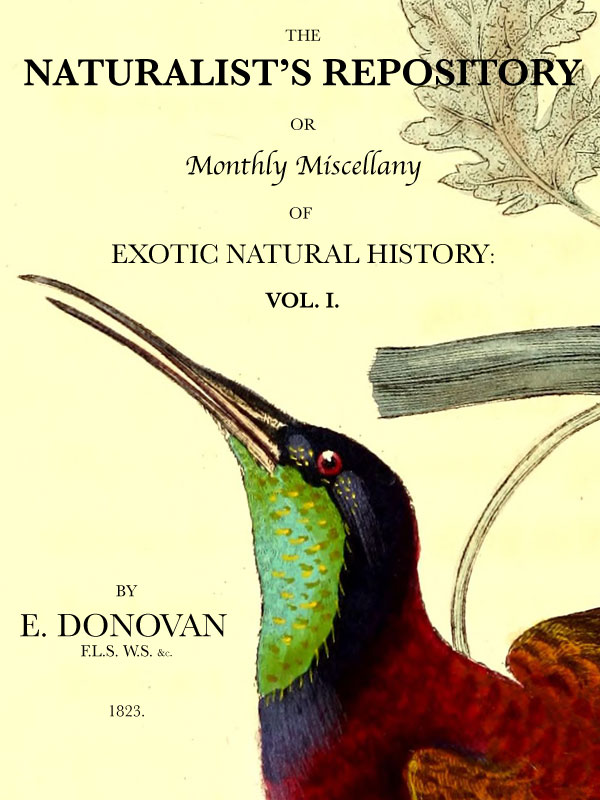 THE
NATURALIST’S REPOSITORY
OR
Monthly Miscellany
OF
EXOTIC NATURAL HISTORY:
VOL. I.
BY
E. DONOVAN
F.L.S. W.S. &c.
1823.